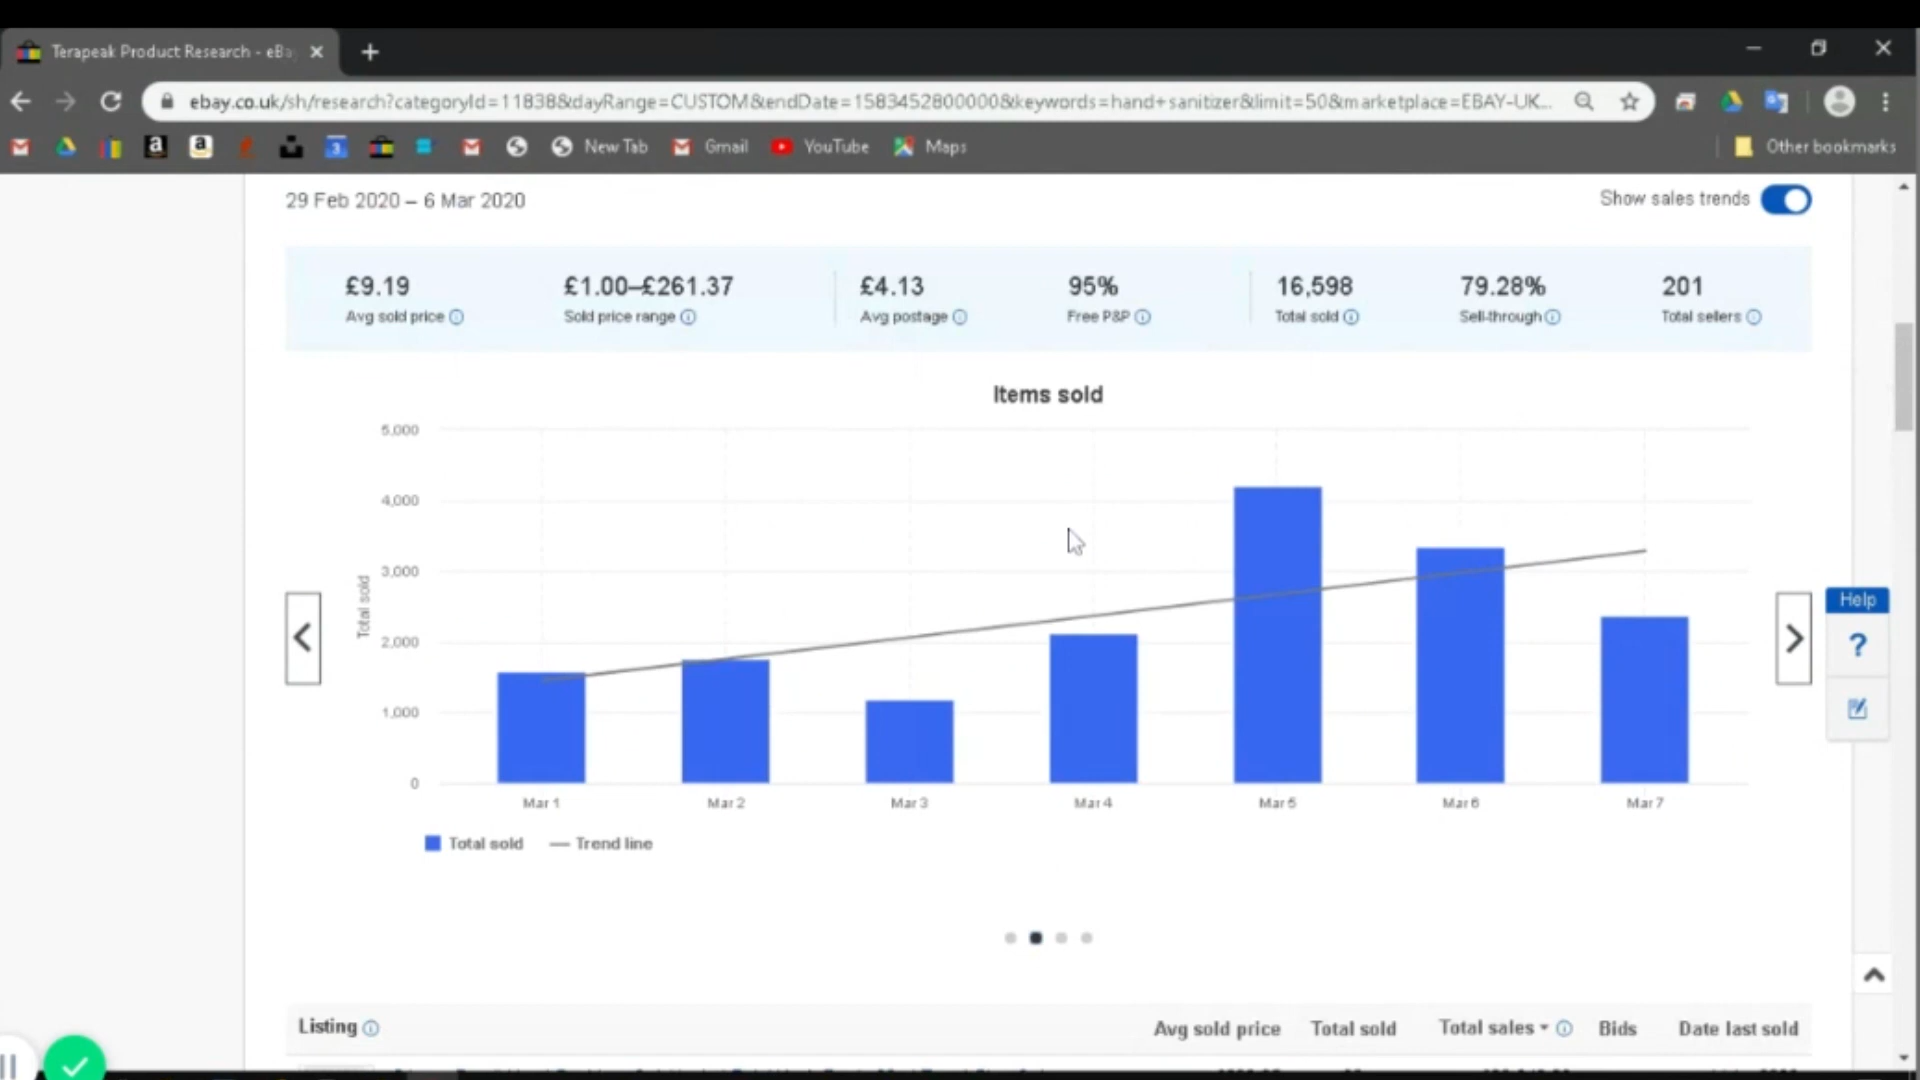 Terapeak Product Research - eBa
ebay.co.uk/sh/research?categoryId=11838&dayRange=CUSTOM&endDate=1583452800000&keywords=hand+sanitizer&limit=50&marketplace=EBAY-UK...
New Tab Gmail YouTube Maps Other bookmarks
29 Feb 2020 – 6 Mar 2020
Show sales trends
£9.19 £1.00–£261.37 £4.13 95% 16,598 79.28% 201
Avg sold price Sold price range Avg postage Free P&P Total sold Sell-through Total sellers
Items sold
5,000
4,000
3,000
2,000
1,000
0
Total sold
Mar 1 Mar 2 Mar 3 Mar 4 Mar 5 Mar 6 Mar 7
Total sold Trend line
Help
?
Listing Avg sold price Total sold Total sales Bids Date last sold